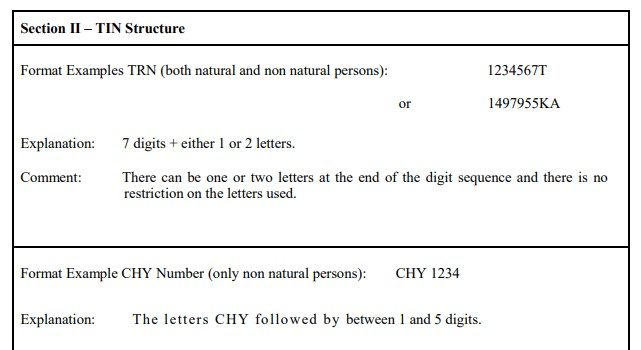 Section II – TIN Structure
Format Examples TRN (both natural and non natural persons): 1234567T
or 1497955KA
Explanation: 7 digits + either 1 or 2 letters.
Comment: There can be one or two letters at the end of the digit sequence and there is no
restriction on the letters used.
Format Example CHY Number (only non natural persons): CHY 1234
Explanation: The letters CHY followed by between 1 and 5 digits.